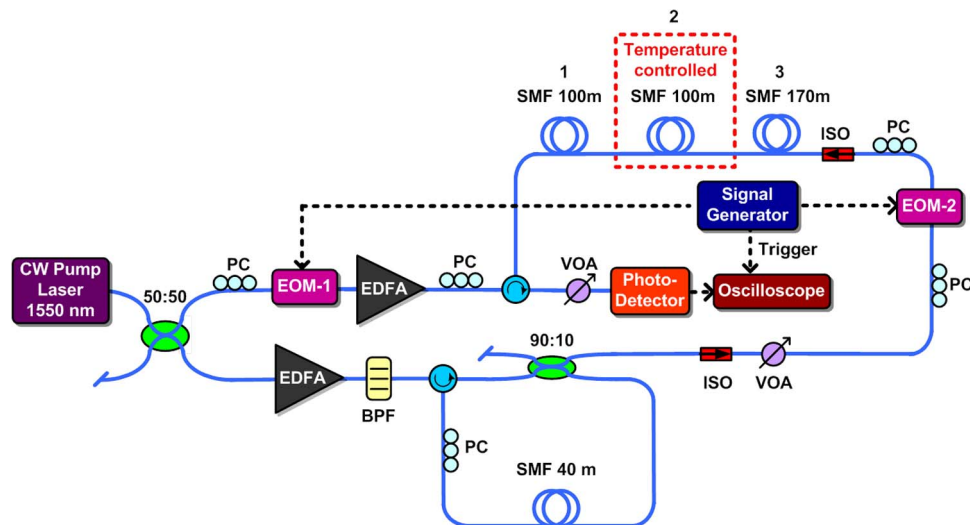 2
Temperature
controlled
1
SMF 100m
SMF 100m
3
SMF 170m
ISO
PC
Signal
Generator
EOM-2
Trigger
CW Pump
Laser
1550 nm
50:50
PC
EOM-1
EDFA
PC
VOA
Photo-
Detector
Oscilloscope
PC
90:10
EDFA
BPF
ISO
VOA
PC
SMF 40 m